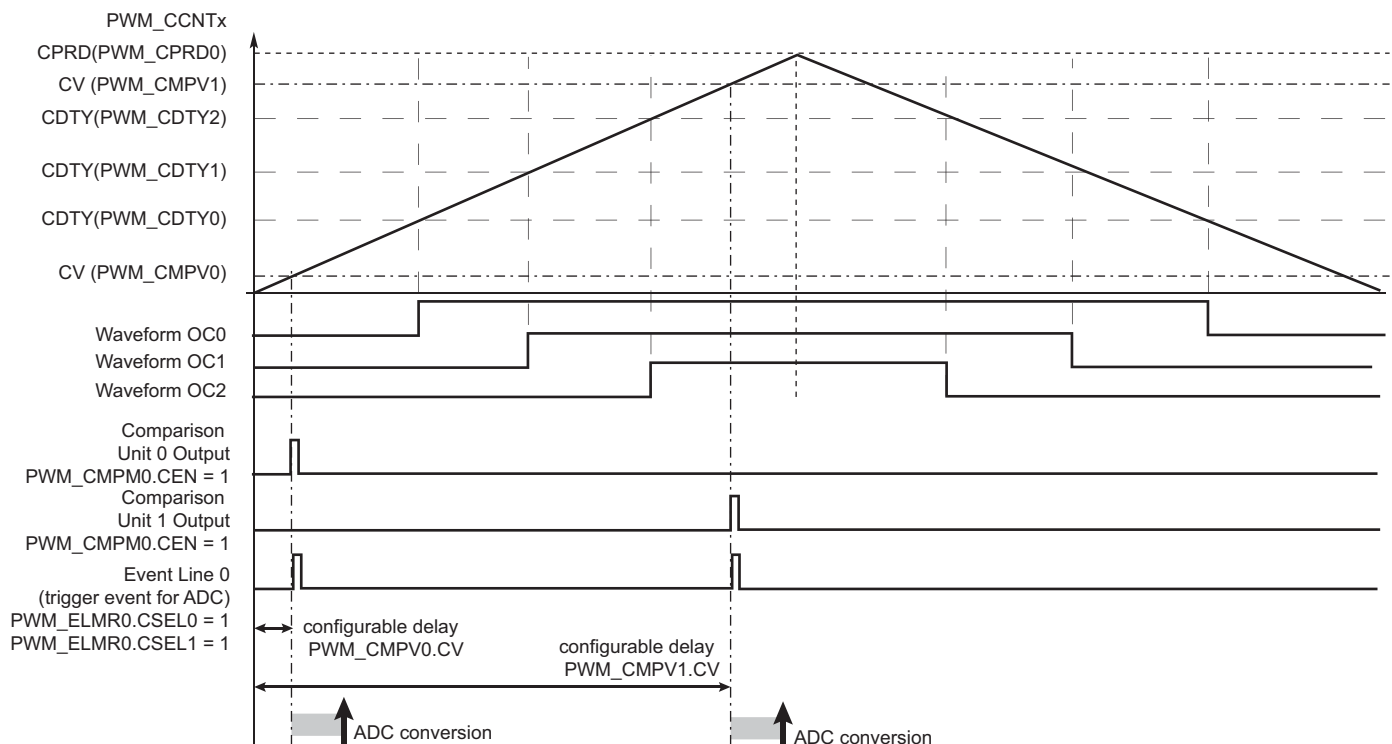 PWM_CCNTx
CPRD(PWM_CPRD0)
CV (PWM_CMPV1)
CDTY(PWM_CDTY2)
CDTY(PWM_CDTY1)
CDTY(PWM_CDTY0)
CV (PWM_CMPV0)
Waveform OC0
Waveform OC1
Waveform OC2
Comparison
Unit 0 Output
PWM_CMPM0.CEN = 1
Comparison
Unit 1 Output
PWM_CMPM0.CEN = 1
Event Line 0
(trigger event for ADC)
PWM_ELMR0.CSEL0 = 1
PWM_ELMR0.CSEL1 = 1
configurable delay
PWM_CMPV0.CV
configurable delay
PWM_CMPV1.CV
ADC conversion
ADC conversion